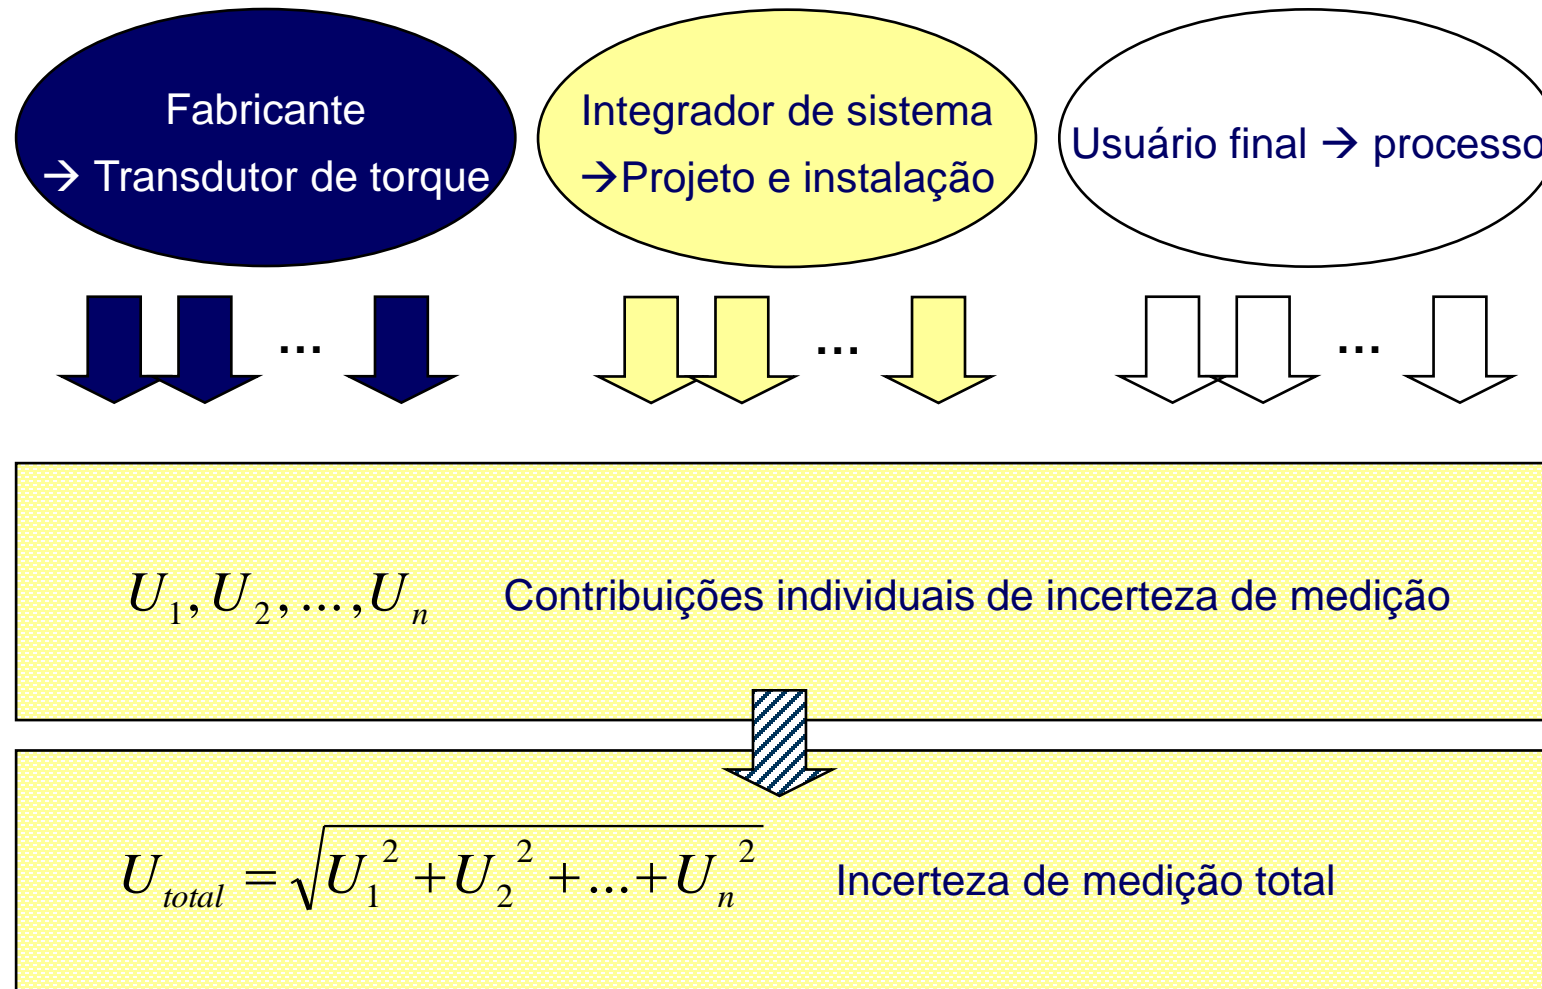 Fabricante
→ Transdutor de torque
Integrador de sistema
→Projeto e instalação
Usuário final → processo
... ... ...
U₁, U₂, ..., Uₙ Contribuições individuais de incerteza de medição
U_total = √(U₁² + U₂² + ... + Uₙ²) Incerteza de medição total